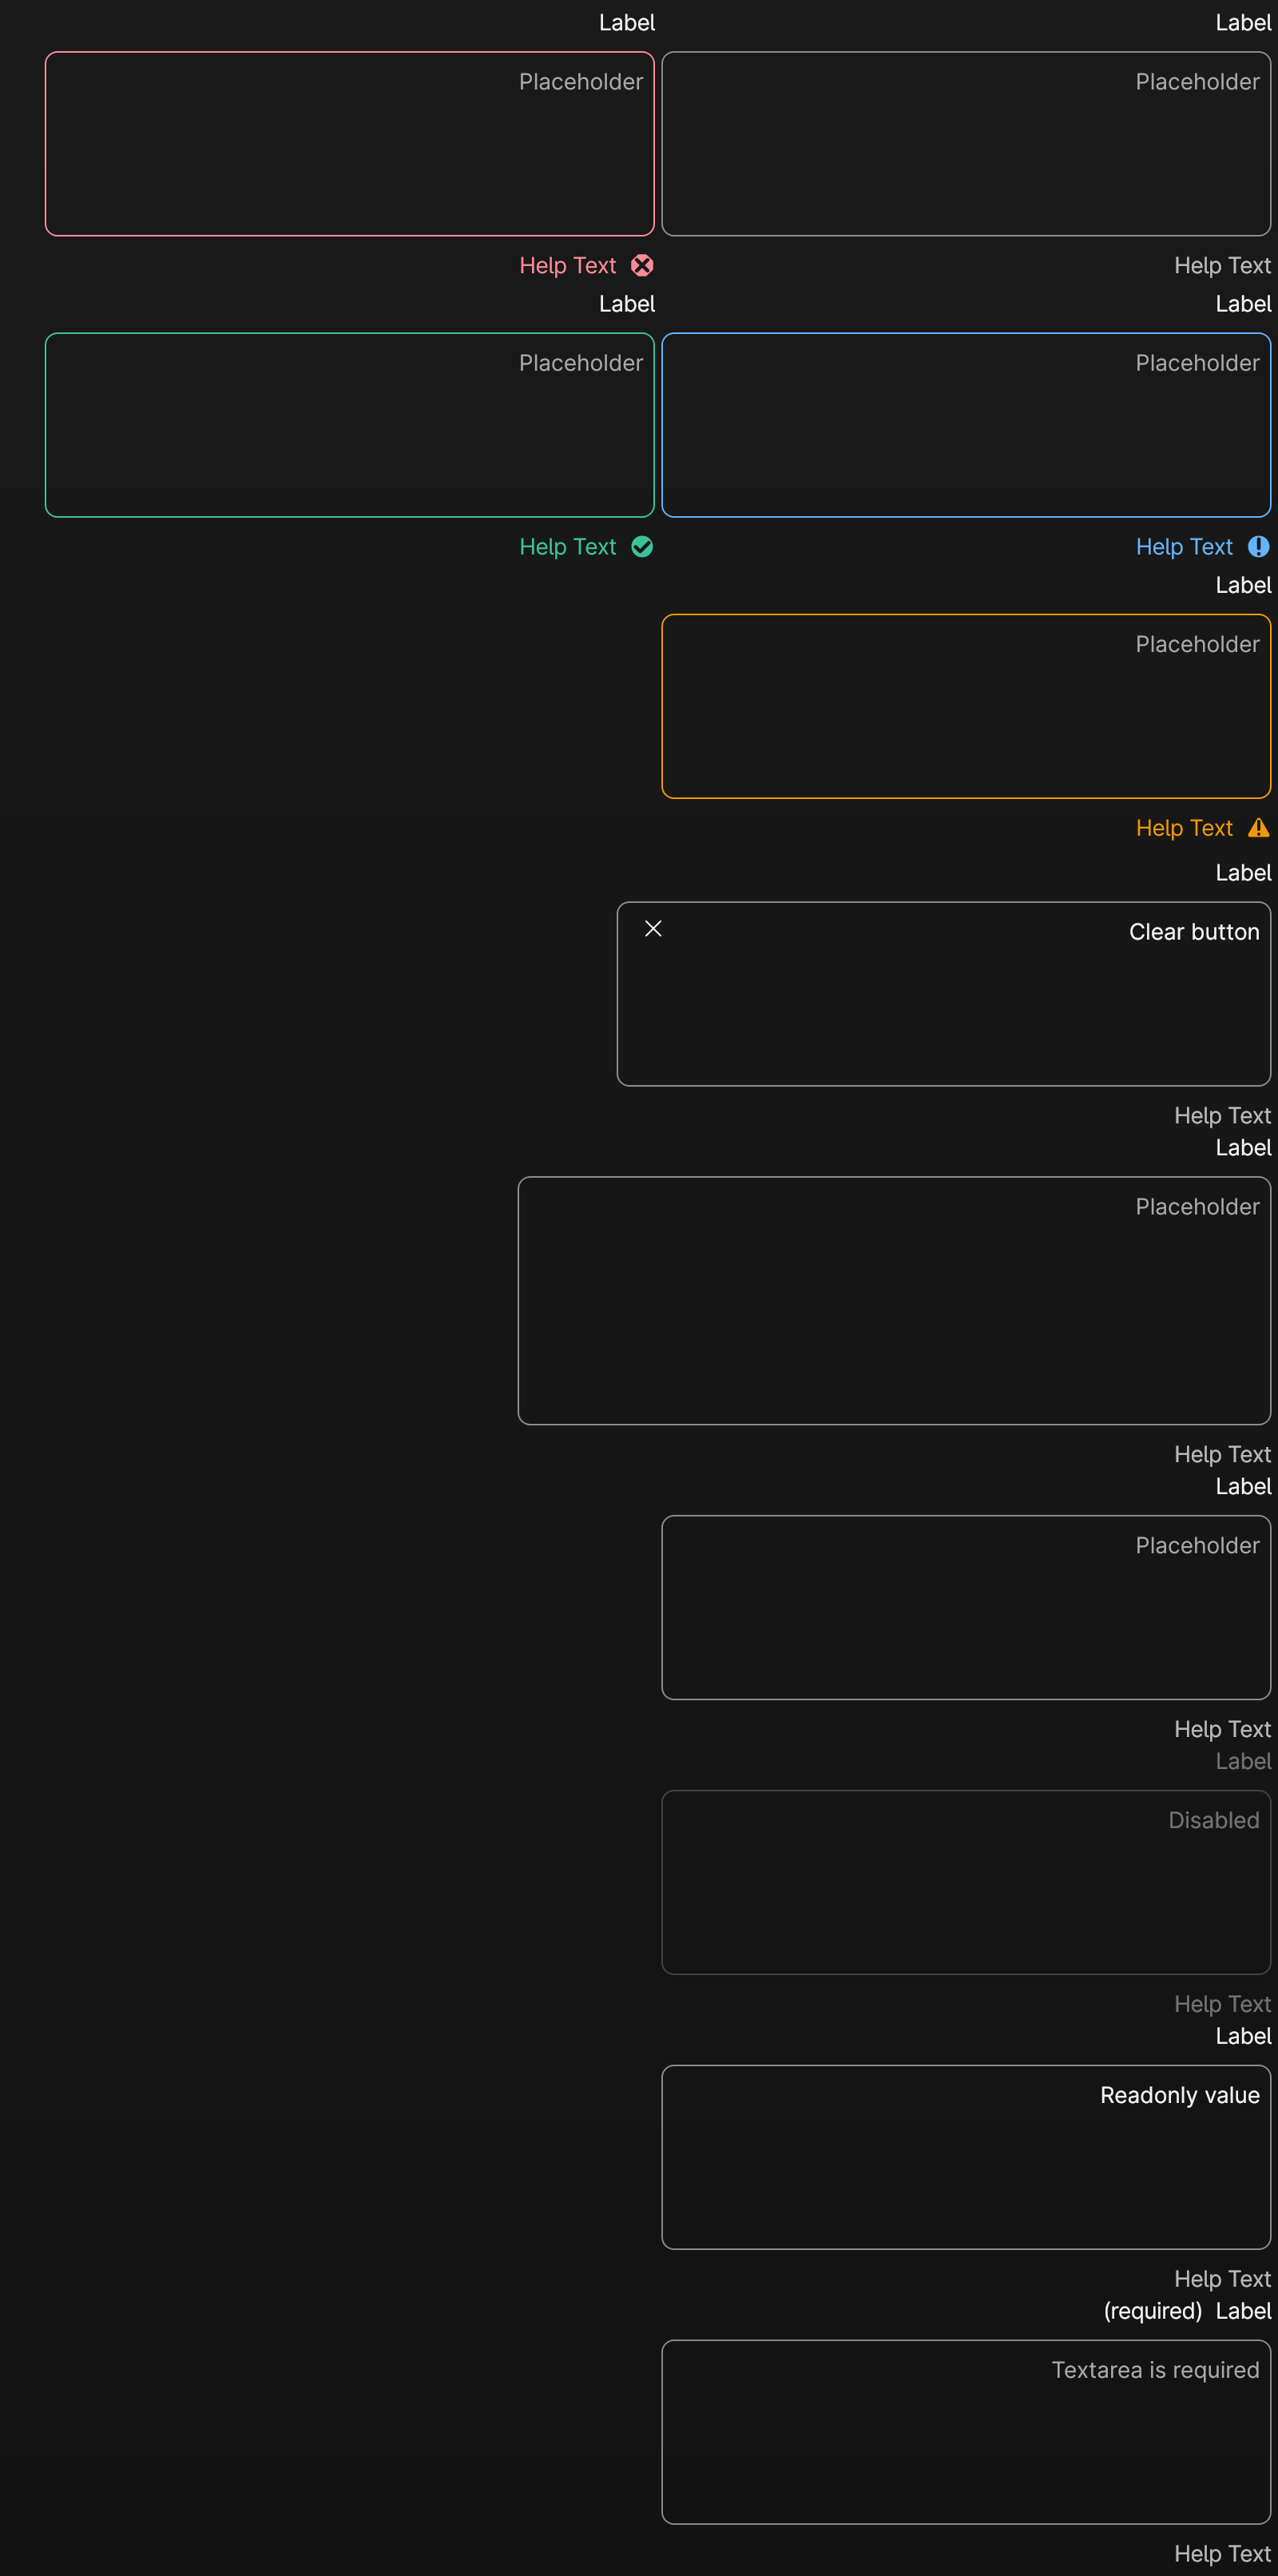 Label
Placeholder
Help Text
Label
Placeholder
Help Text
Label
Placeholder
Help Text
Label
Placeholder
Help Text
Label
Placeholder
Help Text
Label
Clear button
Help Text
Label
Placeholder
Help Text
Label
Placeholder
Help Text
Label
Disabled
Help Text
Label
Readonly value
Help Text
Label (required)
Textarea is required
Help Text